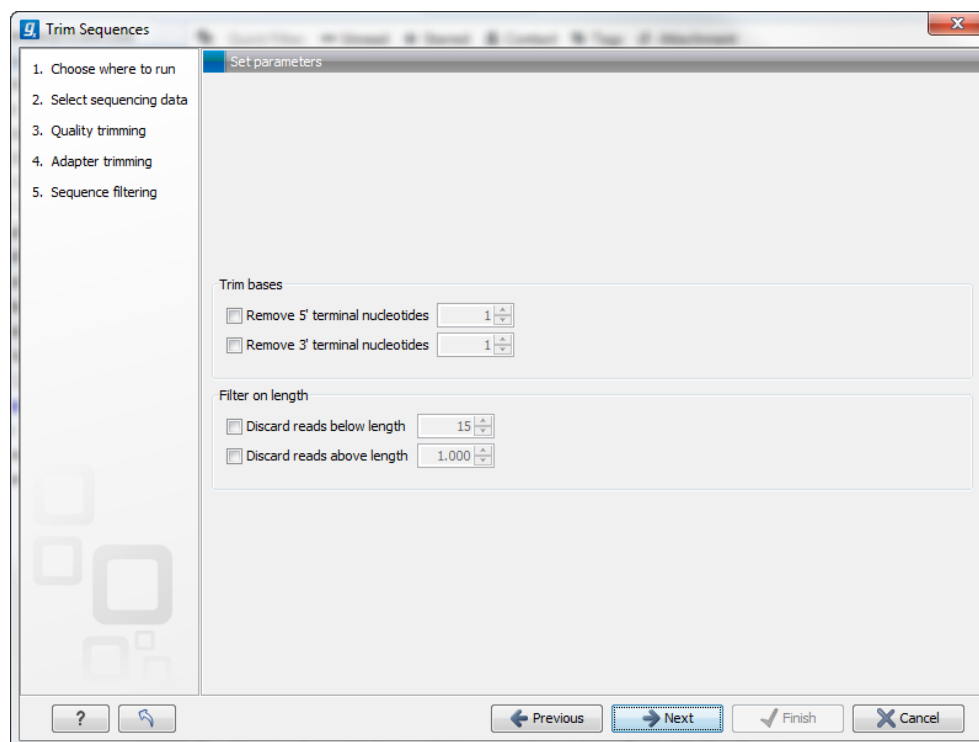 Trim Sequences
1. Choose where to run
2. Select sequencing data
3. Quality trimming
4. Adapter trimming
5. Sequence filtering
Set parameters
Trim bases
Remove 5' terminal nucleotides 1
Remove 3' terminal nucleotides 1
Filter on length
Discard reads below length 15
Discard reads above length 1.000
? Previous Next Finish Cancel